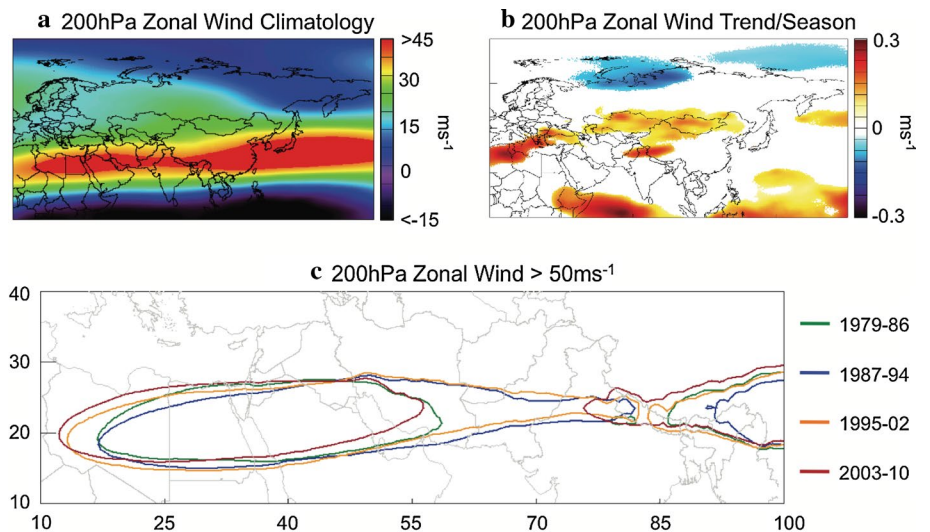 a 200hPa Zonal Wind Climatology
>45
30
15
0
<-15
ms⁻¹
b 200hPa Zonal Wind Trend/Season
0.3
0
-0.3
ms⁻¹
c 200hPa Zonal Wind > 50ms⁻¹
40
30
20
10
10 25 40 55 70 85 100
1979-86
1987-94
1995-02
2003-10